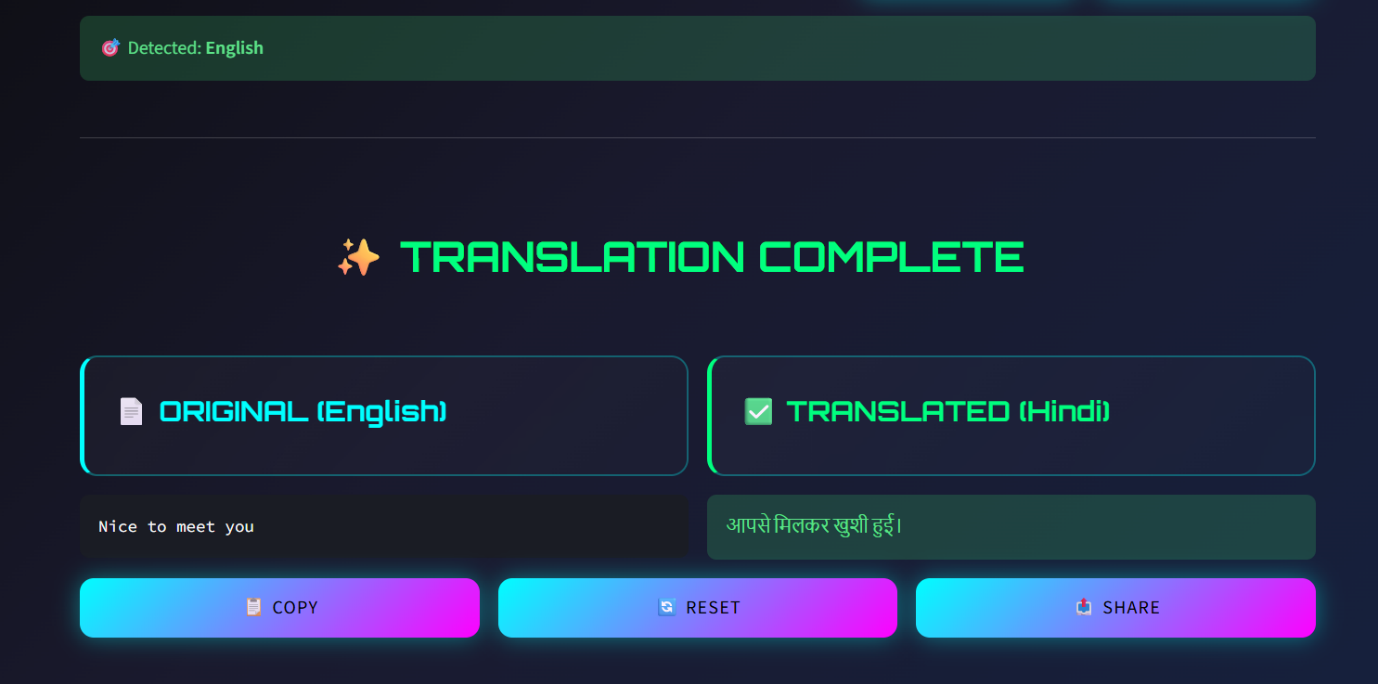 Detected: English
TRANSLATION COMPLETE
ORIGINAL (English)
TRANSLATED (Hindi)
Nice to meet you
आपसे मिलकर खुशी हुई।
COPY
RESET
SHARE